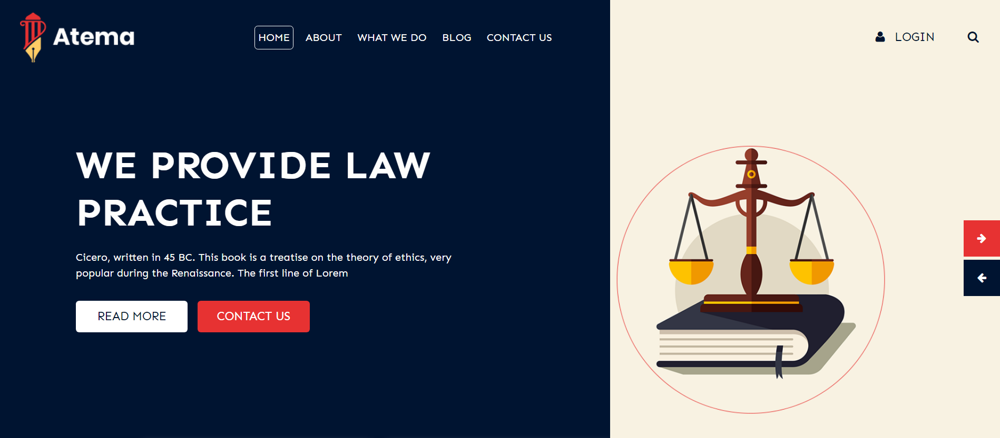 Atema
HOME ABOUT WHAT WE DO BLOG CONTACT US
LOGIN
WE PROVIDE LAW
PRACTICE
Cicero, written in 45 BC. This book is a treatise on the theory of ethics, very
popular during the Renaissance. The first line of Lorem
READ MORE CONTACT US